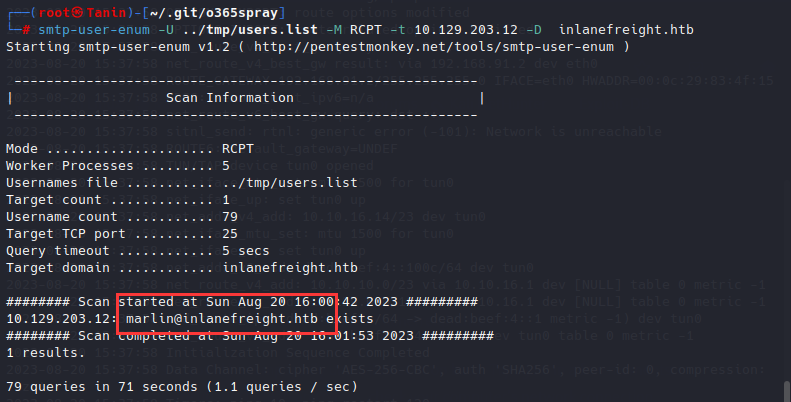 ┌──(root㉿Tanin)-[~/.git/o365spray]
└─# smtp-user-enum -U ../tmp/users.list -M RCPT -t 10.129.203.12 -D  inlanefreight.htb
Starting smtp-user-enum v1.2 ( http://pentestmonkey.net/tools/smtp-user-enum )
----------------------------------------------------------
|                   Scan Information                       |
----------------------------------------------------------
Mode ..................... RCPT
Worker Processes ......... 5
Usernames file ........... ../tmp/users.list
Target count ............. 1
Username count ........... 79
Target TCP port .......... 25
Query timeout ............ 5 secs
Target domain ............ inlanefreight.htb
######## Scan started at Sun Aug 20 16:00:42 2023 #########
10.129.203.12: marlin@inlanefreight.htb exists
######## Scan completed at Sun Aug 20 16:01:53 2023 #########
1 results.
79 queries in 71 seconds (1.1 queries / sec)